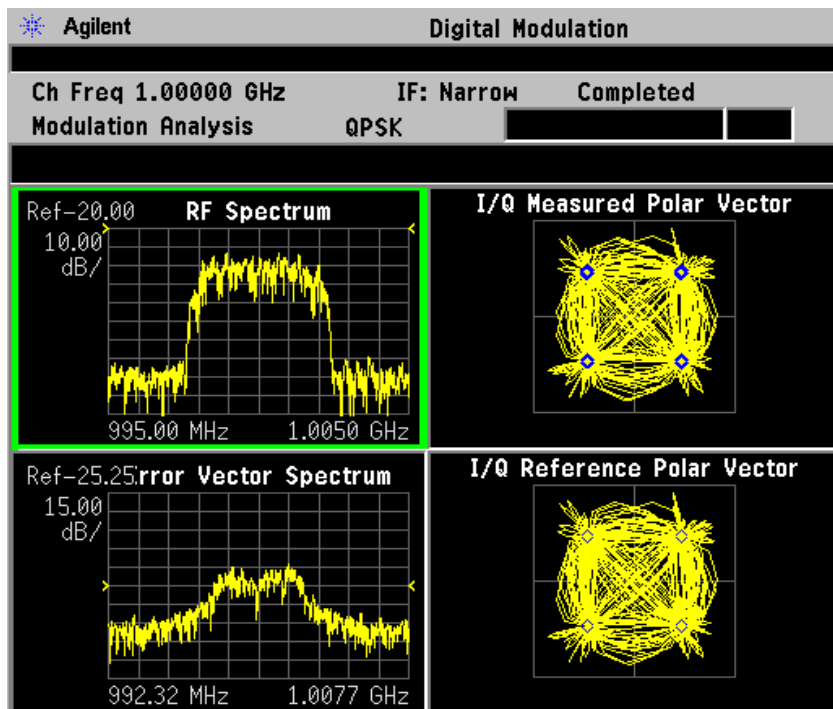 Agilent Digital Modulation
Ch Freq 1.00000 GHz IF: Narrow Completed
Modulation Analysis QPSK
Ref-20.00 RF Spectrum
10.00
dB/
995.00 MHz 1.0050 GHz
I/Q Measured Polar Vector
Ref-25.25 rror Vector Spectrum
15.00
dB/
992.32 MHz 1.0077 GHz
I/Q Reference Polar Vector